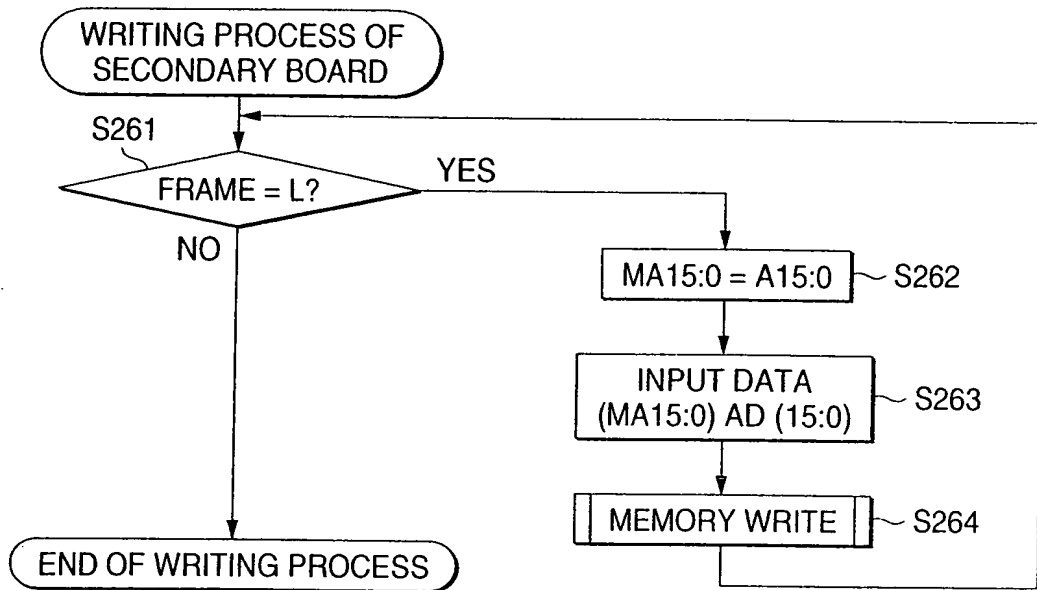 WRITING PROCESS OF
SECONDARY BOARD
S261
FRAME = L?
YES
NO
MA15:0 = A15:0
S262
INPUT DATA
(MA15:0) AD (15:0)
S263
MEMORY WRITE
S264
END OF WRITING PROCESS